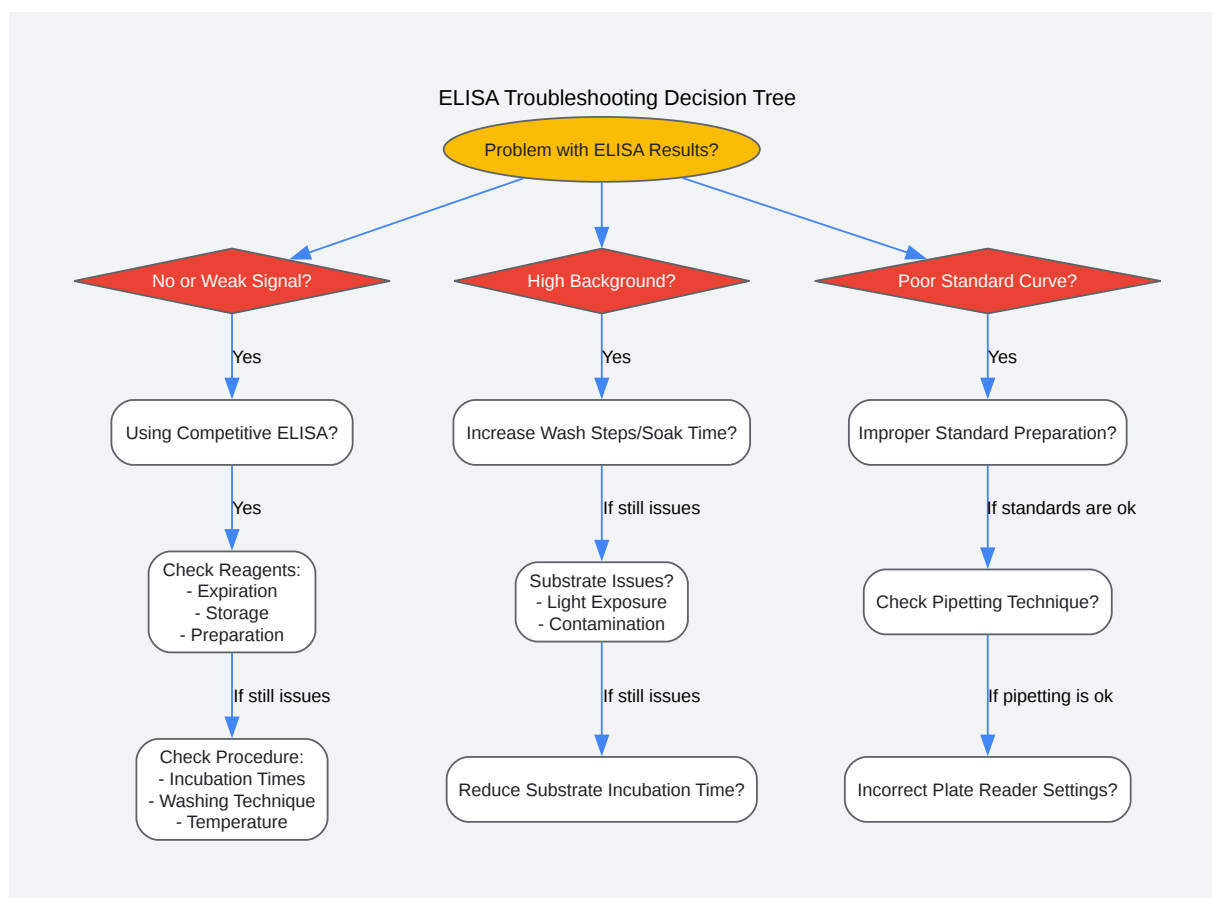 ELISA Troubleshooting Decision Tree
Problem with ELISA Results?
No or Weak Signal?
High Background?
Poor Standard Curve?
Yes
Yes
Yes
Using Competitive ELISA?
Increase Wash Steps/Soak Time?
Improper Standard Preparation?
Yes
If still issues
If standards are ok
Check Reagents:
- Expiration
- Storage
- Preparation
Substrate Issues?
- Light Exposure
- Contamination
Check Pipetting Technique?
If still issues
If still issues
If pipetting is ok
Check Procedure:
- Incubation Times
- Washing Technique
- Temperature
Reduce Substrate Incubation Time?
Incorrect Plate Reader Settings?